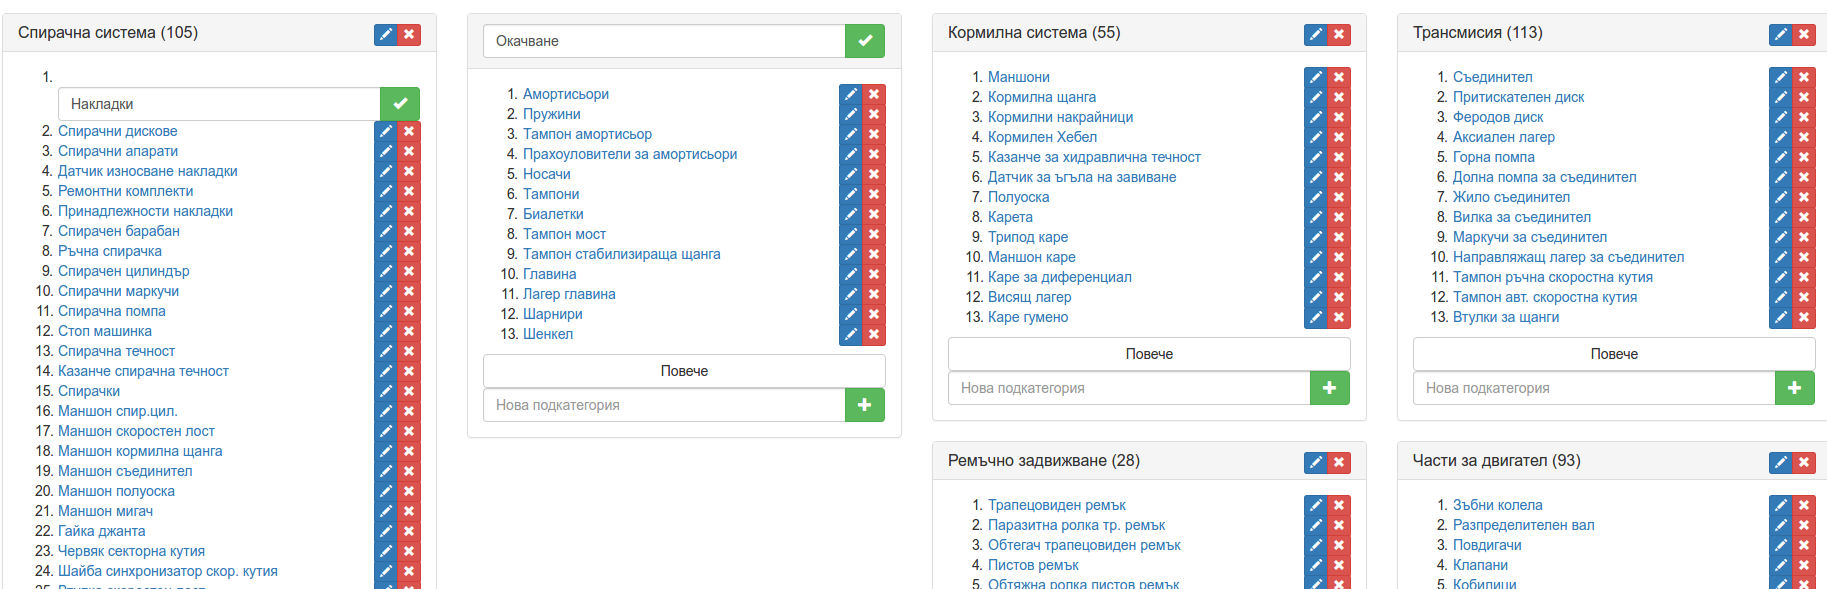 Спирачна система (105)
1.
Накладки
2. Спирачни дискове
3. Спирачни апарати
4. Датчик износване накладки
5. Ремонтни комплекти
6. Принадлежности накладки
7. Спирачен барабан
8. Ръчна спирачка
9. Спирачен цилиндър
10. Спирачни маркучи
11. Спирачна помпа
12. Стоп машинка
13. Спирачна течност
14. Казанче спирачна течност
15. Спирачки
16. Маншон спир.цил.
17. Маншон скоростен лост
18. Маншон кормилна щанга
19. Маншон съединител
20. Маншон полуоска
21. Маншон мигач
22. Гайка джанта
23. Червяк секторна кутия
24. Шайба синхронизатор скор. кутия
Окачване
1. Амортисьори
2. Пружини
3. Тампон амортисьор
4. Прахоуловители за амортисьори
5. Носачи
6. Тампони
7. Биалетки
8. Тампон мост
9. Тампон стабилизираща щанга
10. Главина
11. Лагер главина
12. Шарнири
13. Шенкел
Повече
Нова подкатегория
Кормилна система (55)
1. Маншони
2. Кормилна щанга
3. Кормилни накрайници
4. Кормилен Хебел
5. Казанче за хидравлична течност
6. Датчик за ъгъла на завиване
7. Полуоска
8. Карета
9. Трипод каре
10. Маншон каре
11. Каре за диференциал
12. Висящ лагер
13. Каре гумено
Повече
Нова подкатегория
Ремъчно задвижване (28)
1. Трапецовиден ремък
2. Паразитна ролка тр. ремък
3. Обтегач трапецовиден ремък
4. Пистов ремък
5. Обтяжна ролка пистов ремък
Трансмисия (113)
1. Съединител
2. Притискателен диск
3. Феродов диск
4. Аксиален лагер
5. Горна помпа
6. Долна помпа за съединител
7. Жило съединител
8. Вилка за съединител
9. Маркучи за съединител
10. Направляжащ лагер за съединител
11. Тампон ръчна скоростна кутия
12. Тампон авт. скоростна кутия
13. Втулки за щанги
Повече
Нова подкатегория
Части за двигател (93)
1. Зъбни колела
2. Разпределителен вал
3. Повдигачи
4. Клапани
5. Кобилици